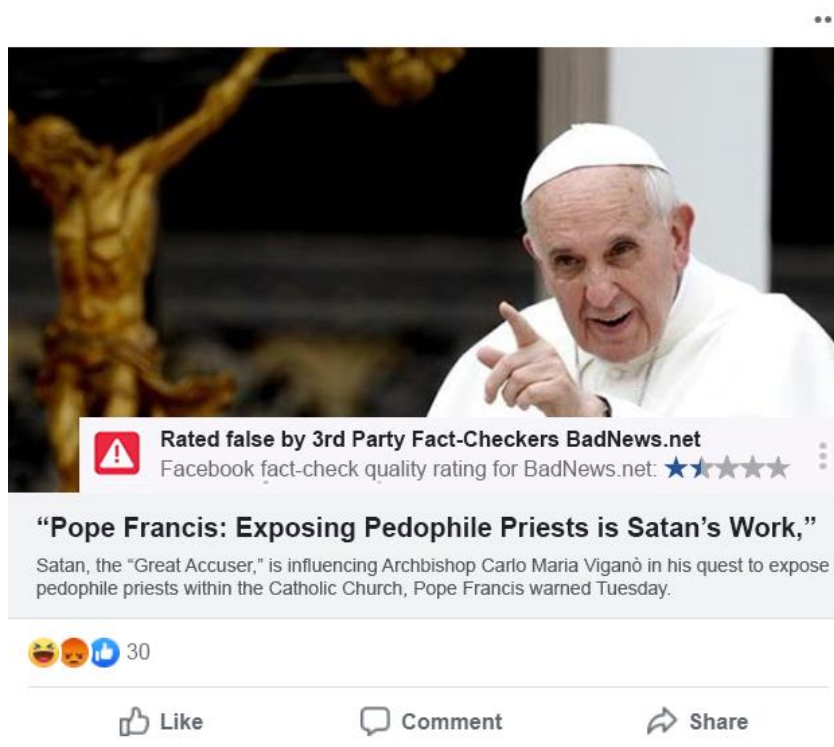 Rated false by 3rd Party Fact-Checkers BadNews.net
Facebook fact-check quality rating for BadNews.net:
“Pope Francis: Exposing Pedophile Priests is Satan’s Work,”
Satan, the “Great Accuser,” is influencing Archbishop Carlo Maria Viganò in his quest to expose
pedophile priests within the Catholic Church, Pope Francis warned Tuesday.
30
Like
Comment
Share